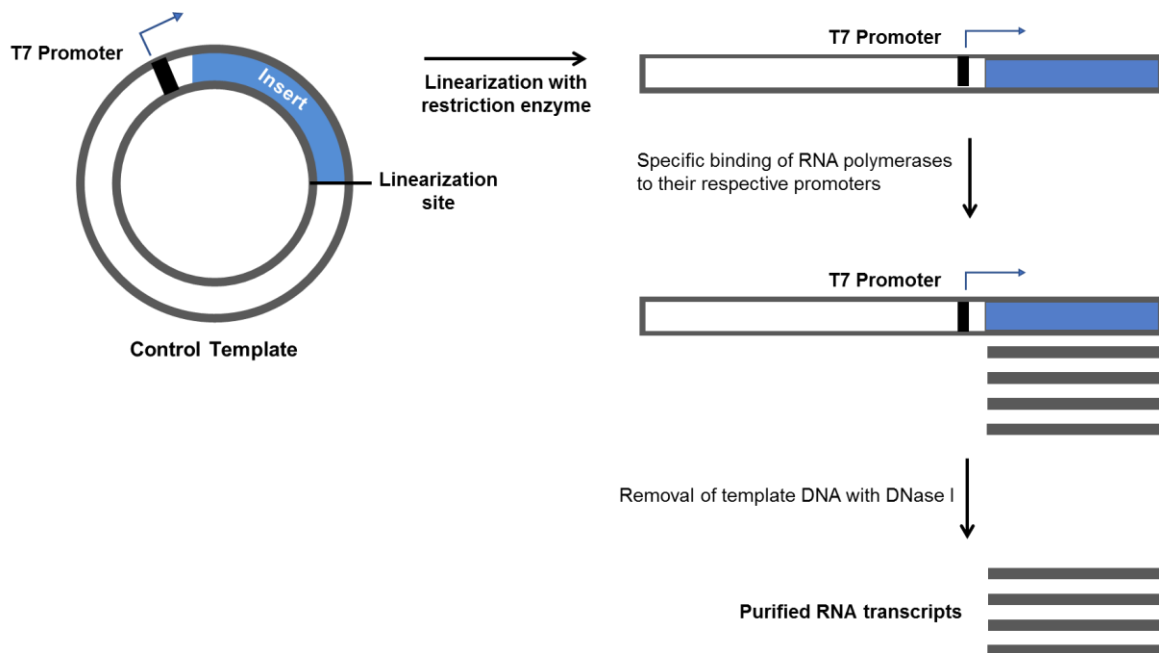 T7 Promoter
Insert
Linearization
site
Control Template
Linearization with
restriction enzyme
T7 Promoter
Specific binding of RNA polymerases
to their respective promoters
T7 Promoter
Removal of template DNA with DNase I
Purified RNA transcripts